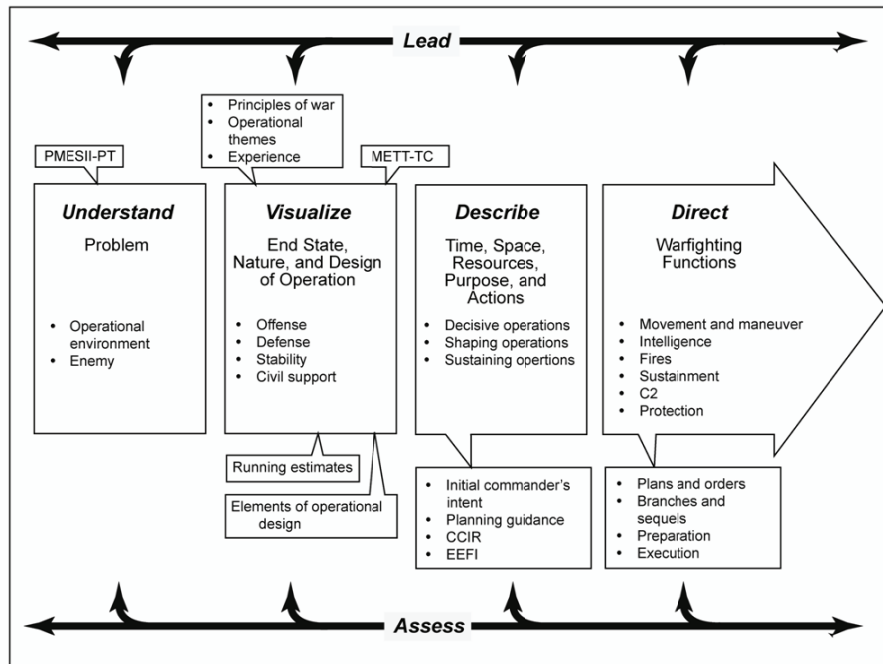 Lead
• Principles of war
• Operational
themes
• Experience
PMESII-PT
METT-TC
Understand
Problem
• Operational
environment
• Enemy
Visualize
End State,
Nature, and Design
of Operation
• Offense
• Defense
• Stability
• Civil support
Describe
Time, Space,
Resources,
Purpose, and
Actions
• Decisive operations
• Shaping operations
• Sustaining opertions
Direct
Warfighting
Functions
• Movement and maneuver
• Intelligence
• Fires
• Sustainment
• C2
• Protection
Running estimates
Elements of operational
design
• Initial commander's
intent
• Planning guidance
• CCIR
• EEFI
• Plans and orders
• Branches and
sequels
• Preparation
• Execution
Assess